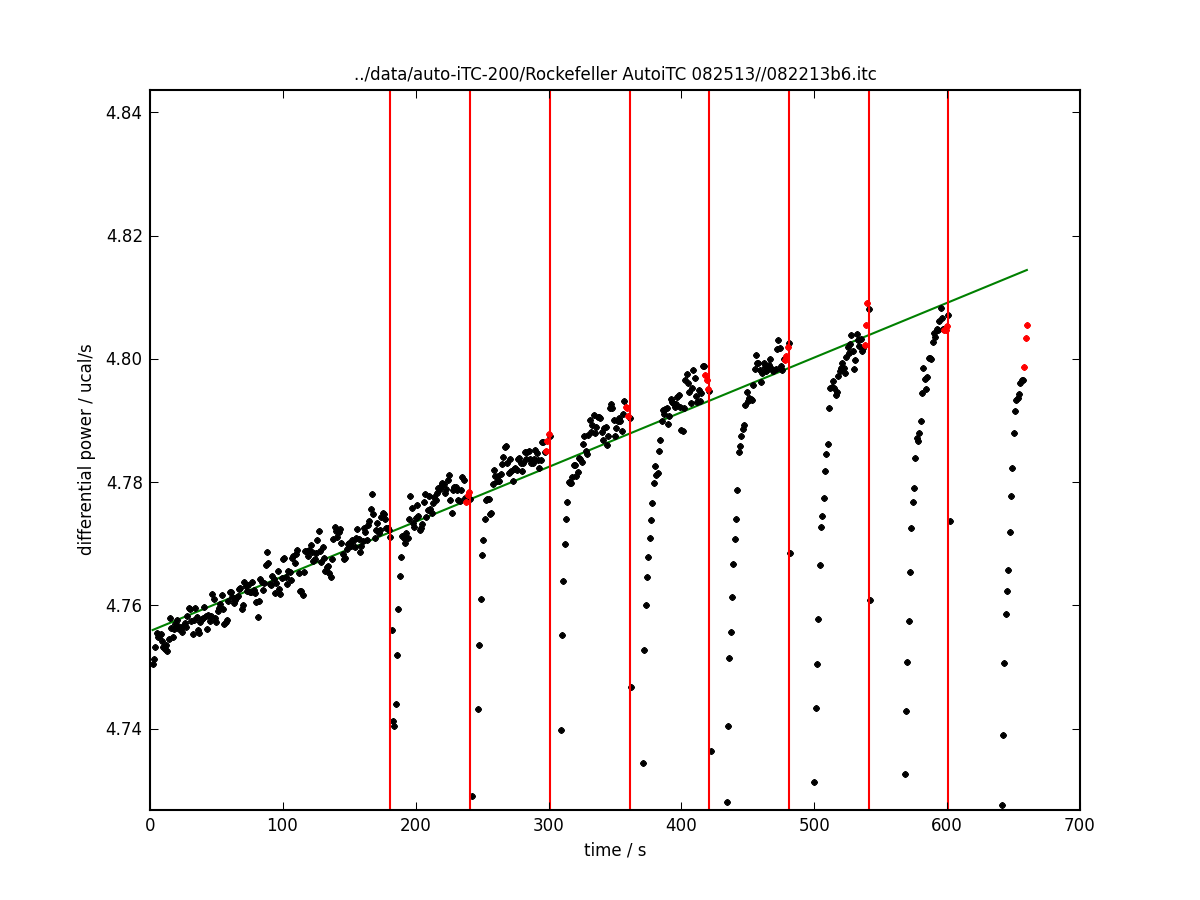 ../data/auto-iTC-200/Rockefeller AutoiTC 082513//082213b6.itc
4.84
4.82
4.80
4.78
4.76
4.74
differential power / ucal/s
0 100 200 300 400 500 600 700
time / s